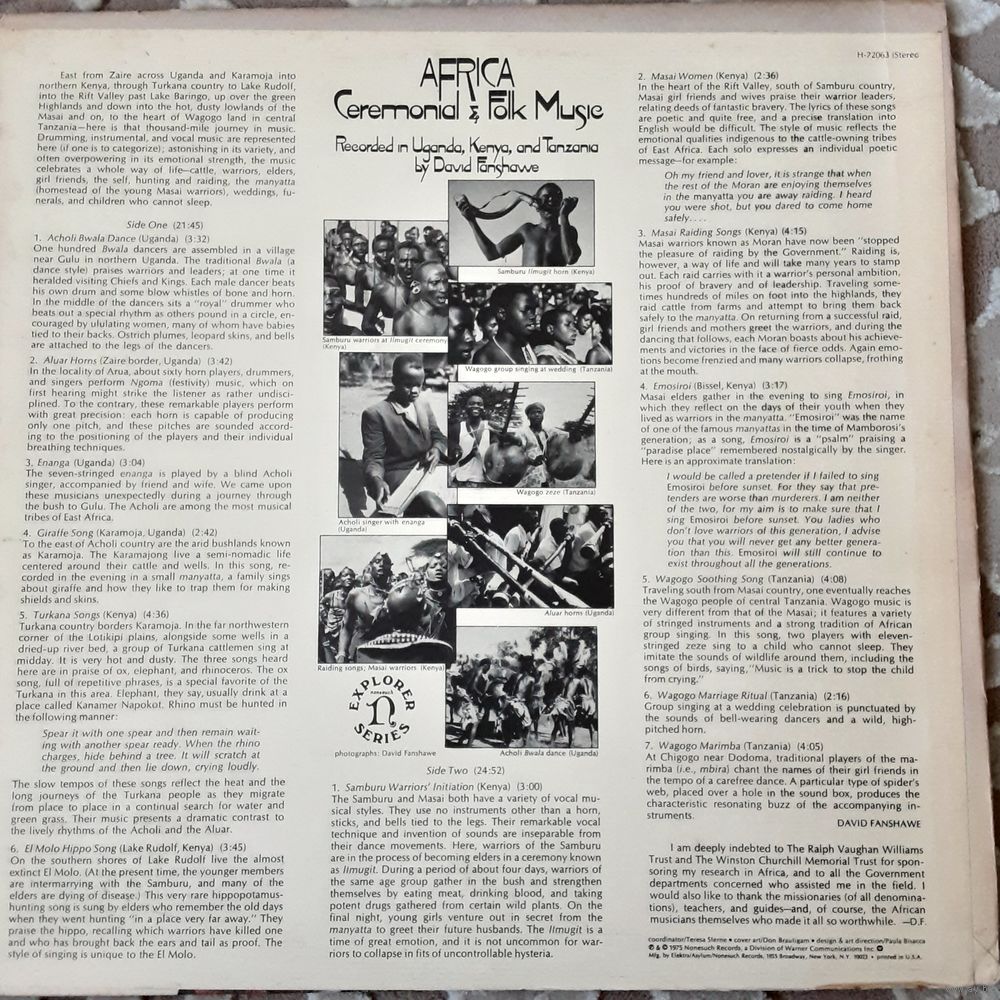 H-72063 (Stereo
AFRICA
Ceremonial & Folk Music
Recorded in Uganda, Kenya, and Tanzania
by David Fanshawe
East from Zaire across Uganda and Karamoja into
northern Kenya, through Turkana country to Lake Rudolf,
into the Rift Valley past Lake Baringo, up over the green
Highlands and down into the hot, dusty lowlands of the
Masai and on, to the heart of Wagogo land in central
Tanzania—here is that thousand-mile journey in music.
Drumming, instrumental, and vocal music are represented
here (if one is to categorize); astonishing in its variety, and
often overpowering in its emotional strength, the music
celebrates a whole way of life—cattle, warriors, elders,
girl friends, the self, hunting and raiding, the manyatta
(homestead of the young Masai warriors), weddings, fu-
nerals, and children who cannot sleep.
Side One (21:45)
1. Acholi Bwala Dance (Uganda) (3:32)
One hundred Bwala dancers are assembled in a village
near Gulu in northern Uganda. The traditional Bwala (a
dance style) praises warriors and leaders; at one time it
heralded visiting Chiefs and Kings. Each male dancer beats
his own drum and some blow whistles of bone and horn.
In the middle of the dancers sits a "royal" drummer who
beats out a special rhythm as others pound in circle, en-
couraged by ululating women, many of whom have babies
tied to their backs. Ostrich plumes, leopard skins, and bells
are attached to the legs of the dancers.
2. Aluar Horns (Zaire border, Uganda) (3:42)
In the locality of Arua, about sixty horn players, drummers,
and singers perform Ngoma (festivity) music, which on
first hearing might strike the listener as rather undisci-
plined. To the contrary, these remarkable players perform
with great precision: each horn is capable of producing
only one pitch, and these pitches are sounded accord-
ing to the positioning of the players and their individual
breathing techniques.
3. Enanga (Uganda) (3:04)
The seven-stringed enanga is played by a blind Acholi
singer, accompanied by friend and wife. We came upon
these musicians unexpectedly during a journey through
the bush to Gulu. The Acholi are among the most musical
tribes of East Africa.
4. Giraffe Song (Karamoja, Uganda) (2:42)
To the east of Acholi country are the arid bushlands known
as Karamoja. The Karamajong live a semi-nomadic life
centered around their cattle and wells. In this song, re-
corded in the evening in a small manyatta, a family sings
about giraffe and how they like to trap them for making
shields and skins.
5. Turkana Songs (Kenya) (4:36)
Turkana country borders Karamoja. In the far northwestern
corner of the Lotikipi plains, alongside some wells in a
dried-up river bed, a group of Turkana cattlemen sing at
midday. It is very hot and dusty. The three songs heard
here are in praise of ox, elephant, and rhinoceros. The ox
song, full of repetitive phrases, is a special favorite of the
Turkana in this area. Elephant, they say, usually drink at a
place called Kanamer Napokot. Rhino must be hunted in
the following manner:
Spear it with one spear and then remain wait-
ing with another spear ready. When the rhino
charges, hide behind a tree. It will scratch at
the ground and then lie down, crying loudly.
The slow tempos of these songs reflect the heat and the
long journeys of the Turkana people as they migrate
from place to place in a continual search for water and
green grass. Their music presents a dramatic contrast to
the lively rhythms of the Acholi and the Aluar.
6. El Molo Hippo Song (Lake Rudolf, Kenya) (3:45)
On the southern shores of Lake Rudolf live the almost
extinct El Molo. (At the present time, the younger members
are intermarrying with the Samburu, and many of the
elders are dying of disease.) This very rare hippopotamus-
hunting song is sung by elders who remember the old days
when they went hunting "in a place very far away." They
praise the hippo, recalling which warriors have killed one
and who has brought back the ears and tail as proof. The
style of singing is unique to the El Molo.
Samburu Ilmugit horn (Kenya)
Samburu warriors at Ilmugit ceremony
(Kenya)
Wagogo group singing at wedding (Tanzania)
Wagogo zeze (Tanzania)
Acholi singer with enanga
(Uganda)
Aluar horns (Uganda)
Raiding songs; Masai warriors (Kenya)
EXPLORER
nonesuch
n
SERIES
photographs: David Fanshawe
Acholi Bwala dance (Uganda)
Side Two (24:52)
1. Samburu Warriors' Initiation (Kenya) (3:00)
The Samburu and Masai both have a variety of vocal mu-
sical styles. They use no instruments other than a horn,
sticks, and bells tied to the legs. Their remarkable vocal
technique and invention of sounds are inseparable from
their dance movements. Here, warriors of the Samburu
are in the process of becoming elders in a ceremony known
as Ilmugit. During a period of about four days, warriors of
the same age group gather in the bush and strengthen
themselves by eating meat, drinking blood, and taking
potent drugs gathered from certain wild plants. On the
final night, young girls venture out in secret from the
manyatta to greet their future husbands. The Ilmugit is a
time of great emotion, and it is not uncommon for war-
riors to collapse in fits of uncontrollable hysteria.
2. Masai Women (Kenya) (2:36)
In the heart of the Rift Valley, south of Samburu country,
Masai girl friends and wives praise their warrior leaders,
relating deeds of fantastic bravery. The lyrics of these songs
are poetic and quite free, and a precise translation into
English would be difficult. The style of music reflects the
emotional qualities indigenous to the cattle-owning tribes
of East Africa. Each solo expresses an individual poetic
message—for example:
Oh my friend and lover, it is strange that when
the rest of the Moran are enjoying themselves
in the manyatta you are away raiding. I heard
you were shot, but you dared to come home
safely....
3. Masai Raiding Songs (Kenya) (4:15)
Masai warriors known as Moran have now been "stopped
the pleasure of raiding by the Government." Raiding is,
however, a way of life and will take many years to stamp
out. Each raid carries with it a warrior's personal ambition,
his proof of bravery and of leadership. Traveling some-
times hundreds of miles on foot into the highlands, they
raid cattle from farms and attempt to bring them back
safely to the manyatta. On returning from a successful raid,
girl friends and mothers greet the warriors, and during the
dancing that follows, each Moran boasts about his achieve-
ments and victories in the face of fierce odds. Again emo-
tions become frenzied and many warriors collapse, frothing
at the mouth.
4. Emosiroi (Bissel, Kenya) (3:17)
Masai elders gather in the evening to sing Emosiroi, in
which they reflect on the days of their youth when they
lived as warriors in the manyatta. "Emosiroi" was the name
of one of the famous manyattas in the time of Mamborosi's
generation; as a song, Emosiroi is a "psalm" praising a
"paradise place" remembered nostalgically by the singer.
Here is an approximate translation:
I would be called a pretender if I failed to sing
Emosiroi before sunset. For they say that pre-
tenders are worse than murderers. I am neither
of the two, for my aim is to make sure that I
sing Emosiroi before sunset. You ladies who
don't love warriors of this generation, I advise
you that you will never get any better genera-
tion than this. Emosiroi will still continue to
exist throughout all the generations.
5. Wagogo Soothing Song (Tanzania) (4:08)
Traveling south from Masai country, one eventually reaches
the Wagogo people of central Tanzania. Wagogo music is
very different from that of the Masai; it features a variety
of stringed instruments and a strong tradition of African
group singing. In this song, two players with eleven-
stringed zeze sing to a child who cannot sleep. They
imitate the sounds of wildlife around them, including the
songs of birds, saying, "Music is a trick to stop the child
from crying."
6. Wagogo Marriage Ritual (Tanzania) (2:16)
Group singing at a wedding celebration is punctuated by
the sounds of bell-wearing dancers and a wild, high-
pitched horn.
7. Wagogo Marimba (Tanzania) (4:05)
At Chigogo near Dodoma, traditional players of the ma-
rimba (i.e., mbira) chant the names of their girl friends in
the tempo of a carefree dance. A particular type of spider's
web, placed over a hole in the sound box, produces the
characteristic resonating buzz of the accompanying in-
struments.
DAVID FANSHAWE
I am deeply indebted to The Ralph Vaughan Williams
Trust and The Winston Churchill Memorial Trust for spon-
soring my research in Africa, and to all the Government
departments concerned who assisted me in the field. I
would also like to thank the missionaries (of all denomina-
tions), teachers, and guides—and, of course, the African
musicians themselves who made it all so worthwhile. —D.F.
coordinator/Teresa Sterne • cover art/Don Brautigam • design & art direction/Paula Bisacca
℗ & © 1975 Nonesuch Records, a Division of Warner Communications Inc.
Mfg. by Elektra/Asylum/Nonesuch Records, 1855 Broadway, New York, N.Y. 10023 • printed in U.S.A.